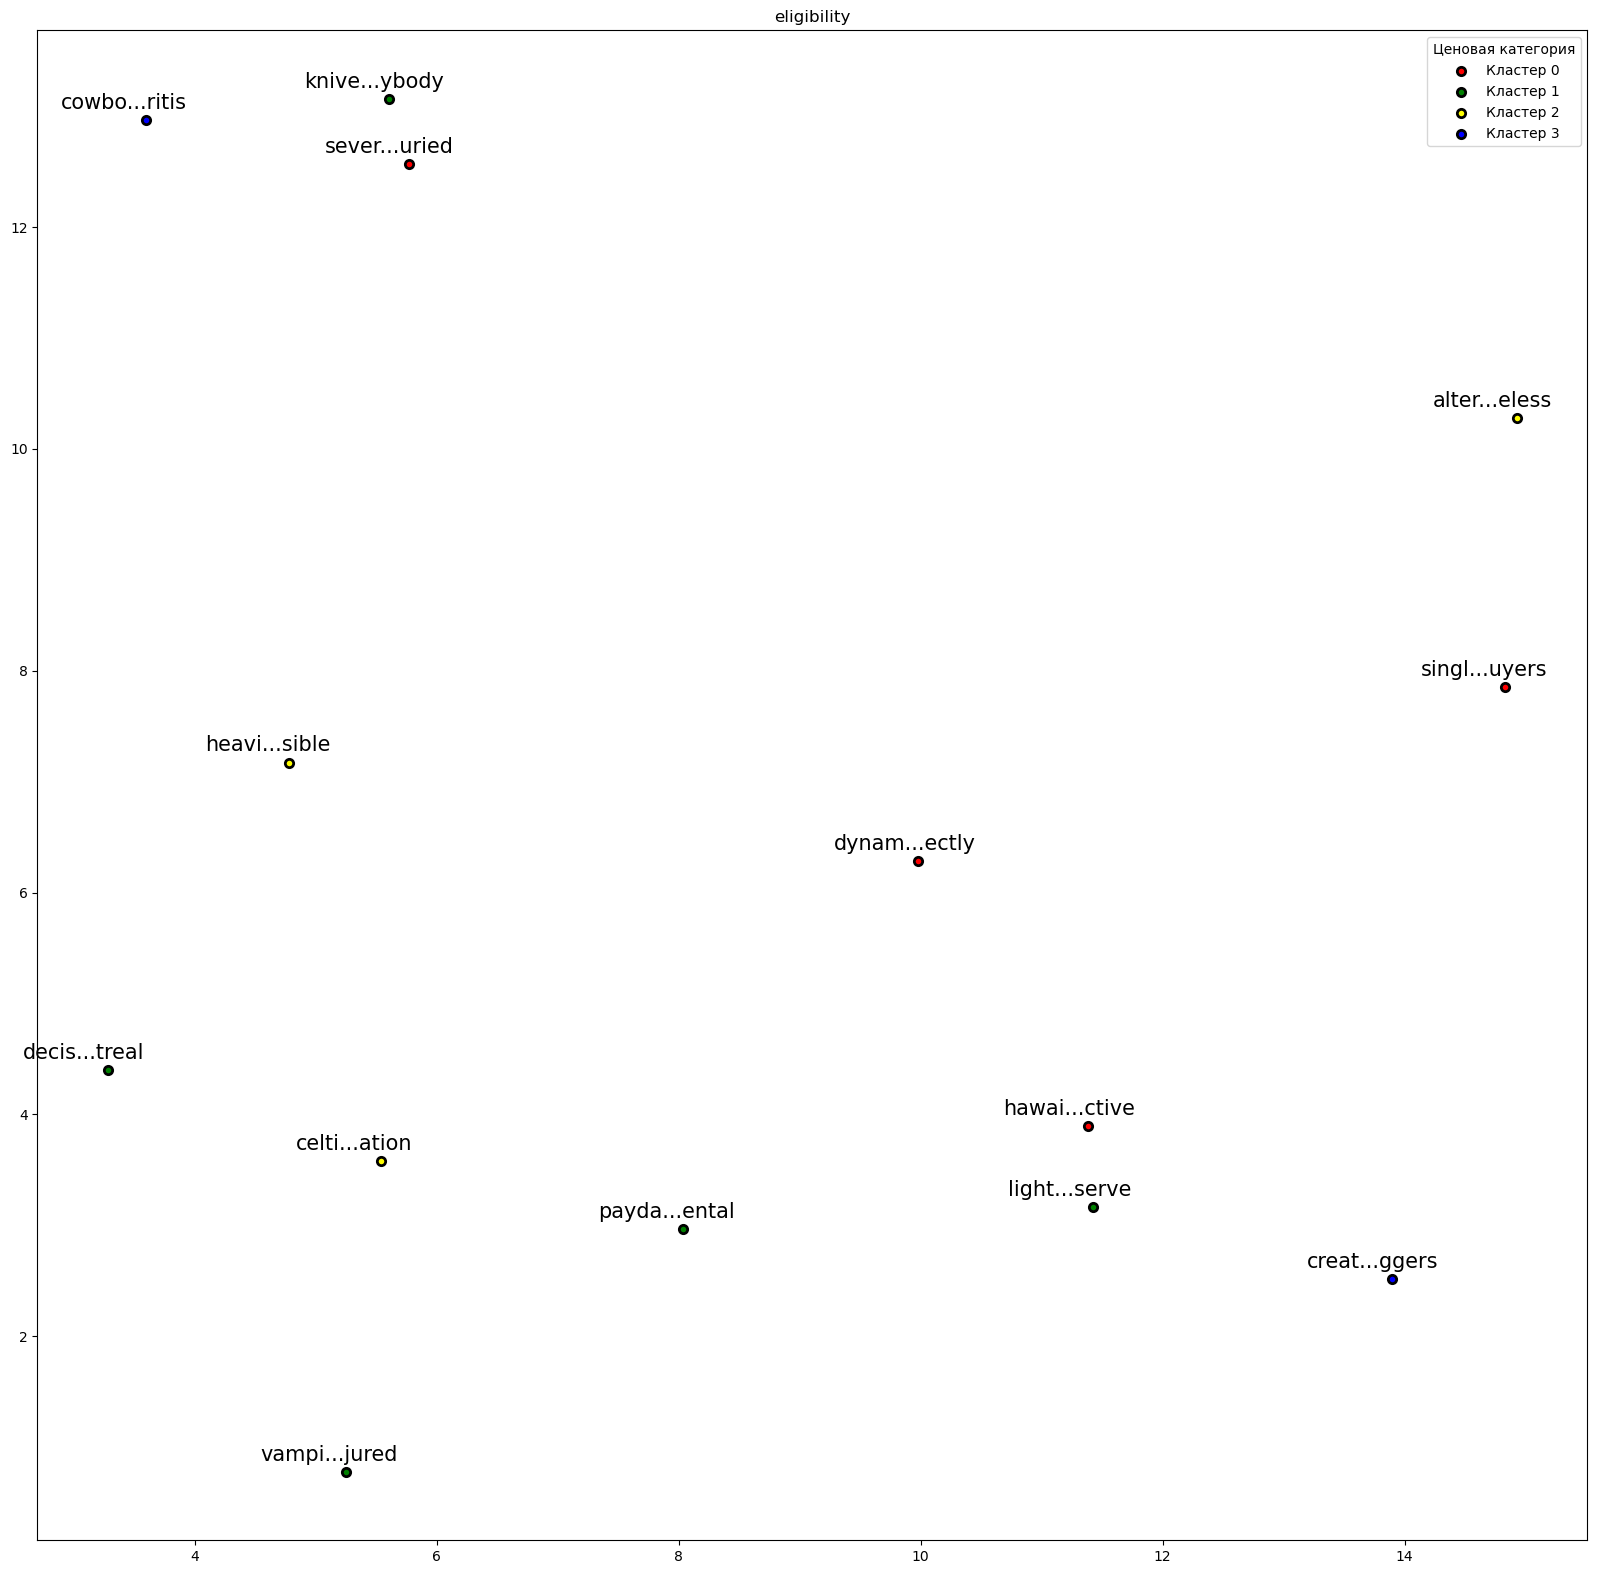 eligibility
Ценовая категория
Кластер 0
Кластер 1
Кластер 2
Кластер 3
knive...ybody
cowbo...ritis
sever...uried
alter...eless
singl...uyers
heavi...sible
dynam...ectly
decis...treal
hawai...ctive
celti...ation
light...serve
payda...ental
creat...ggers
vampi...jured
12
10
8
6
4
2
4
6
8
10
12
14